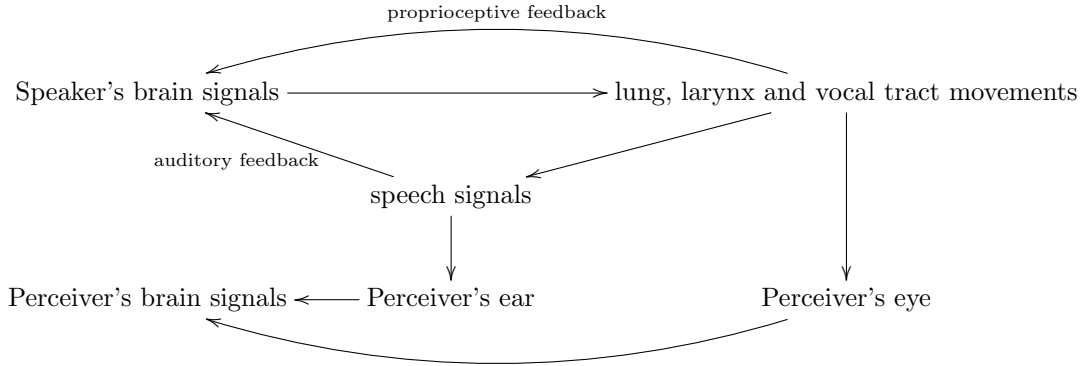 proprioceptive feedback
Speaker's brain signals
lung, larynx and vocal tract movements
auditory feedback
speech signals
Perceiver's brain signals
Perceiver's ear
Perceiver's eye